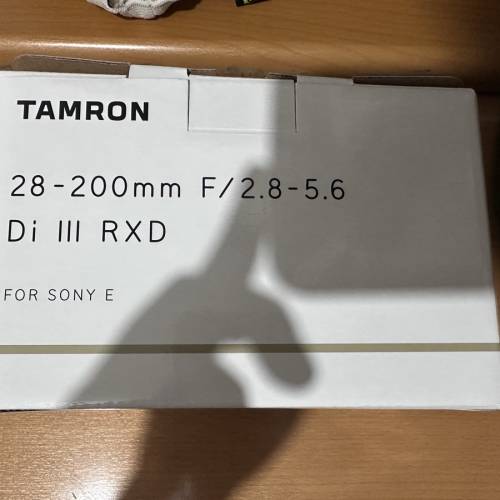 TAMRON
28-200mm F/2.8-5.6
Di III RXD
FOR SONY E